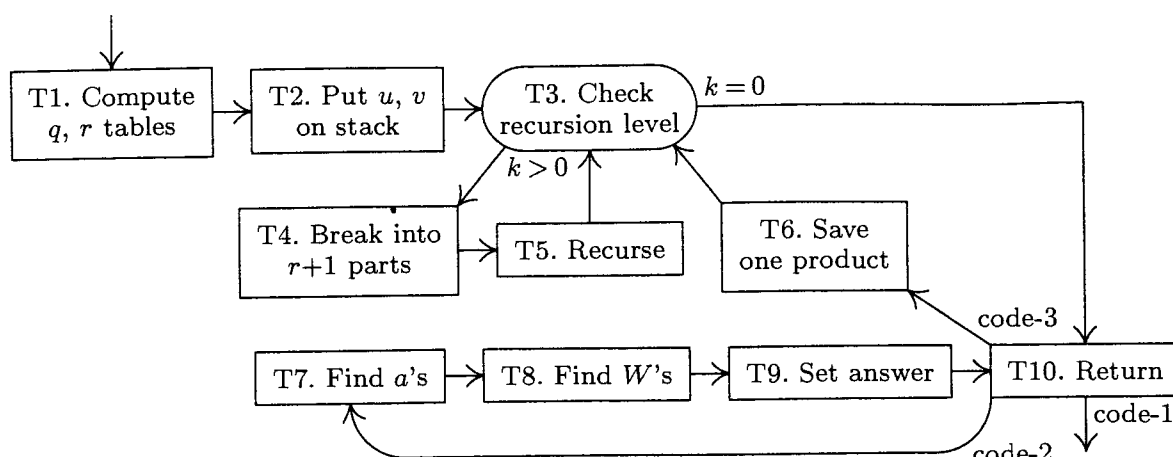 T1. Compute
q, r tables
T2. Put u, v
on stack
T3. Check
recursion level
k = 0
k > 0
T4. Break into
r+1 parts
T5. Recurse
T6. Save
one product
code-3
T7. Find a's
T8. Find W's
T9. Set answer
T10. Return
code-1
code-2